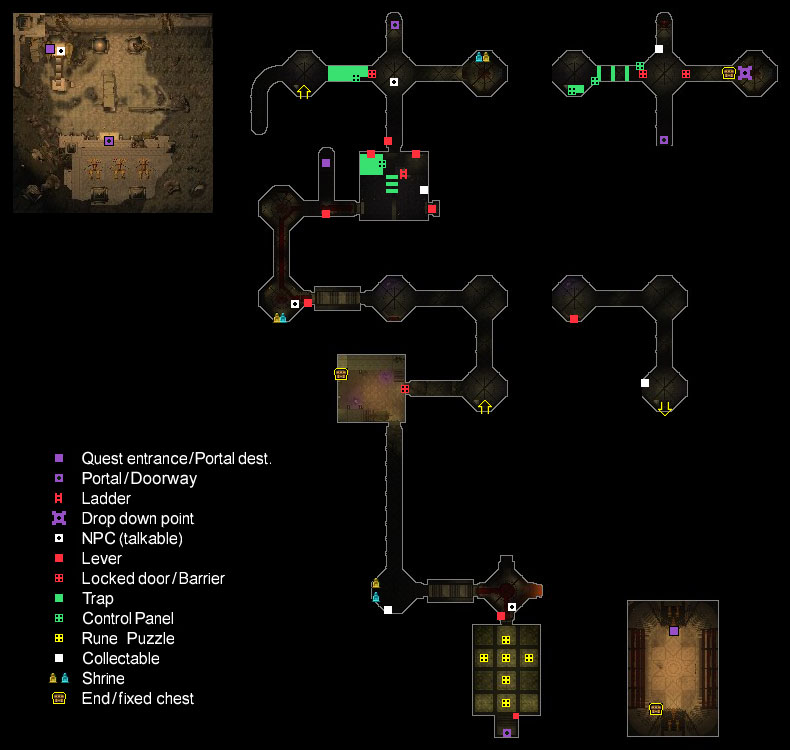 Quest entrance/Portal dest.
Portal/Doorway
Ladder
Drop down point
NPC (talkable)
Lever
Locked door/Barrier
Trap
Control Panel
Rune Puzzle
Collectable
Shrine
End/fixed chest